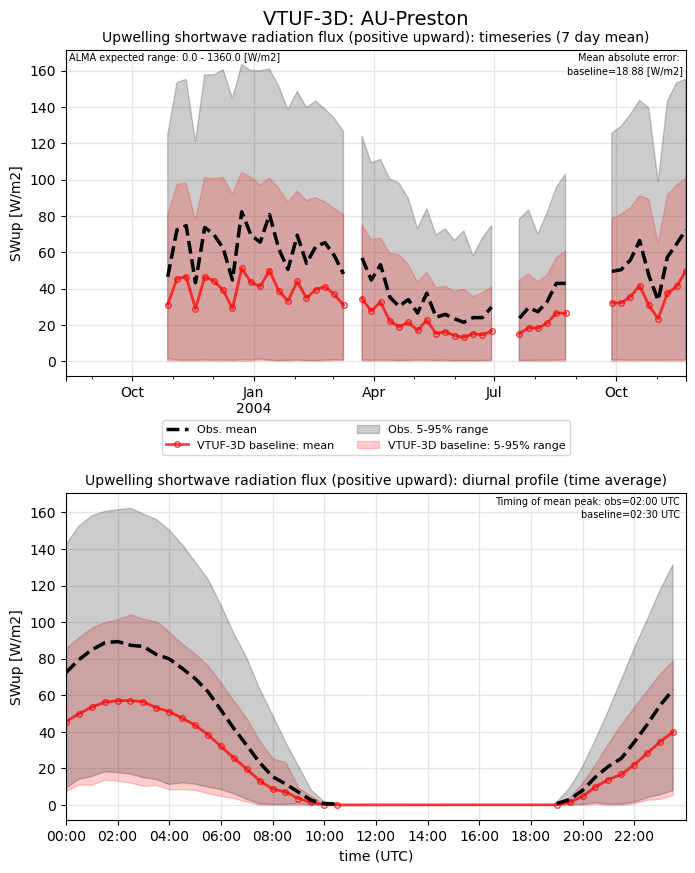 VTUF-3D: AU-Preston
Upwelling shortwave radiation flux (positive upward): timeseries (7 day mean)
ALMA expected range: 0.0 - 1360.0 [W/m2]
Mean absolute error:
baseline=18.88 [W/m2]
SWup [W/m2]
160
140
120
100
80
60
40
20
0
Oct
Jan
2004
Apr
Jul
Oct
Obs. mean
VTUF-3D baseline: mean
Obs. 5-95% range
VTUF-3D baseline: 5-95% range
Upwelling shortwave radiation flux (positive upward): diurnal profile (time average)
Timing of mean peak: obs=02:00 UTC
baseline=02:30 UTC
SWup [W/m2]
160
140
120
100
80
60
40
20
0
00:00 02:00 04:00 06:00 08:00 10:00 12:00 14:00 16:00 18:00 20:00 22:00
time (UTC)